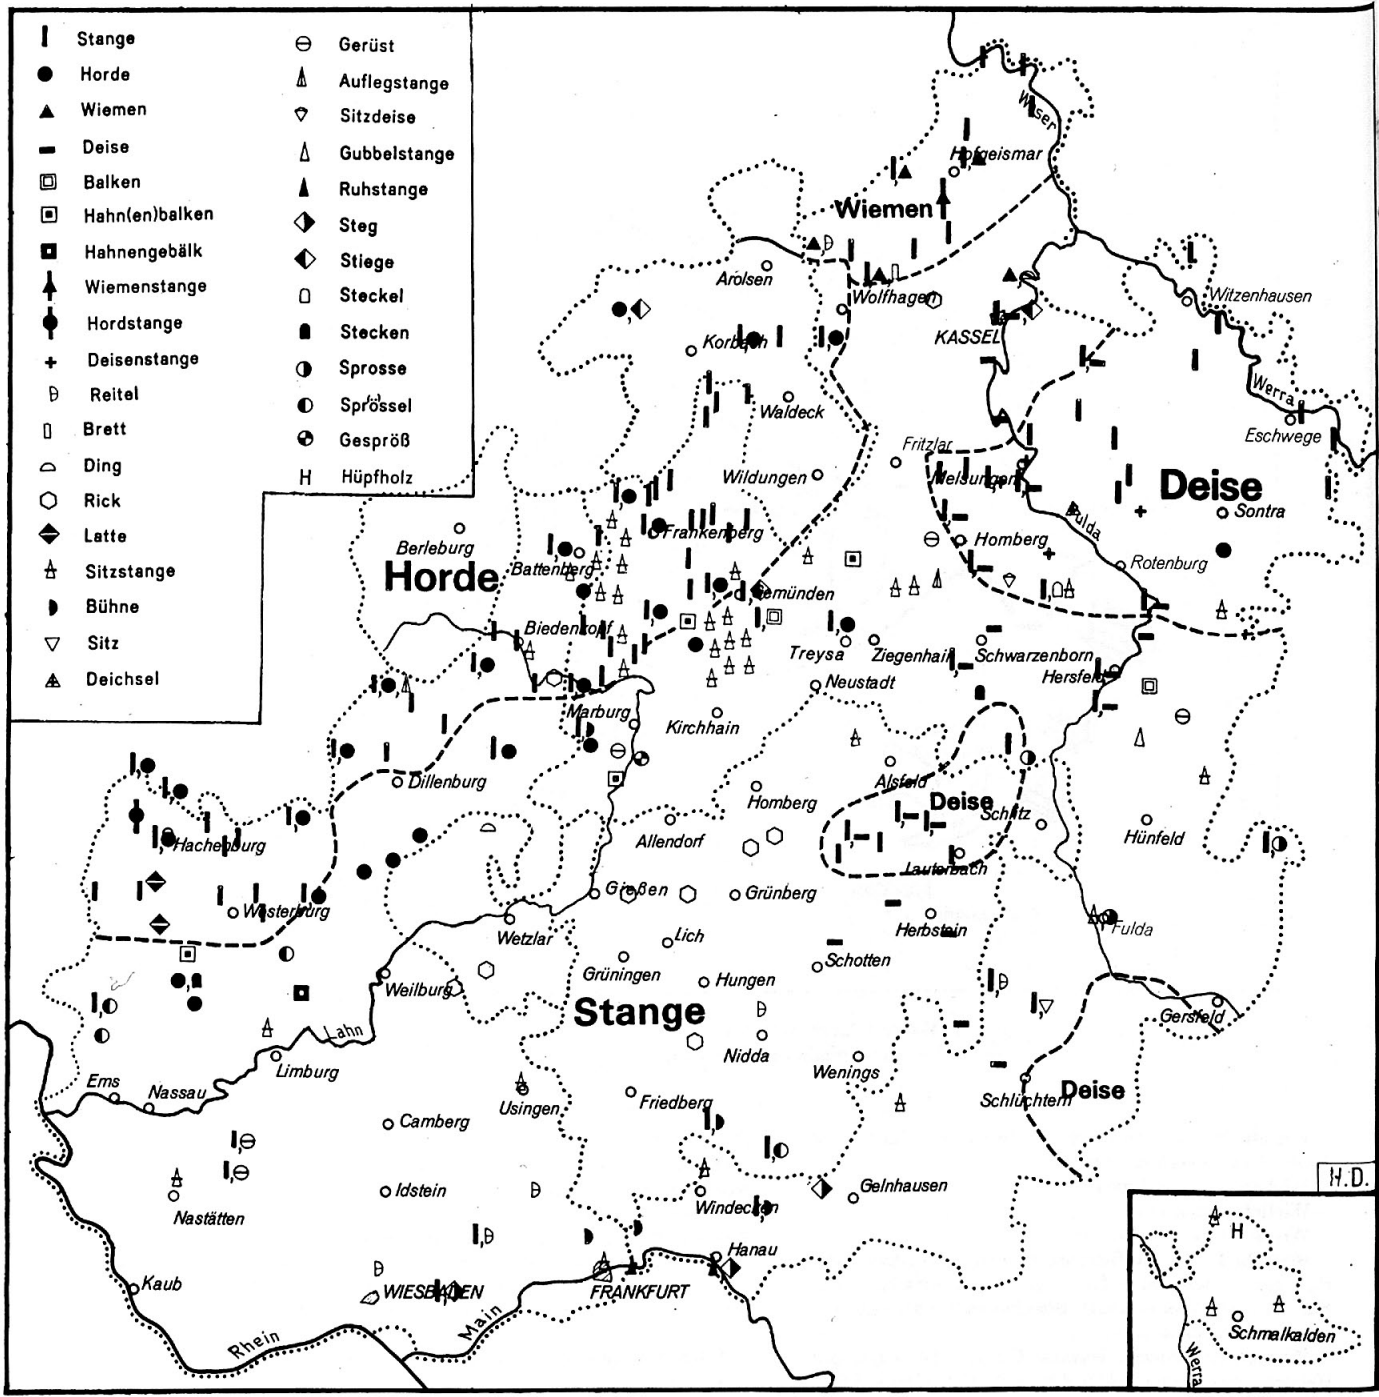 Stange
Horde
Wiemen
Deise
Balken
Hahn(en)balken
Hahnengebälk
Wiemenstange
Hordstange
Deisenstange
Reitel
Brett
Ding
Rick
Latte
Sitzstange
Bühne
Sitz
Deichsel
Gerüst
Auflegstange
Sitzdeise
Gubbelstange
Ruhstange
Steg
Stiege
Steckel
Stecken
Sprosse
Sprössel
Gespröß
H Hüpfholz
Weser
Hofgeismar
Wiemen
Arolsen
Wolfhagen
Witzenhausen
KASSEL
Korbach
Werra
Waldeck
Eschwege
Fritzlar
Wildungen
Melsungen
Deise
Sontra
Fulda
Frankenberg
Berleburg
Homberg
Battenberg
Horde
Rotenburg
Gemünden
Biedenkopf
Treysa
Ziegenhain
Schwarzenborn
Hersfeld
Neustadt
Marburg
Kirchhain
Dillenburg
Alsfeld
Homberg
Deise
Schlitz
Allendorf
Hünfeld
Hachenburg
Lauterbach
Gießen
Grünberg
Westerburg
Herbstein
Fulda
Wetzlar
Lich
Schotten
Grüningen
Hungen
Weilburg
Stange
Gersfeld
Lahn
Nidda
Limburg
Wenings
Ems
Nassau
Schlüchtern
Deise
Usingen
Friedberg
Camberg
H.D.
Idstein
Gelnhausen
Nastätten
Windecken
H
Hanau
Kaub
WIESBADEN
FRANKFURT
Main
Rhein
Schmalkalden
Werra